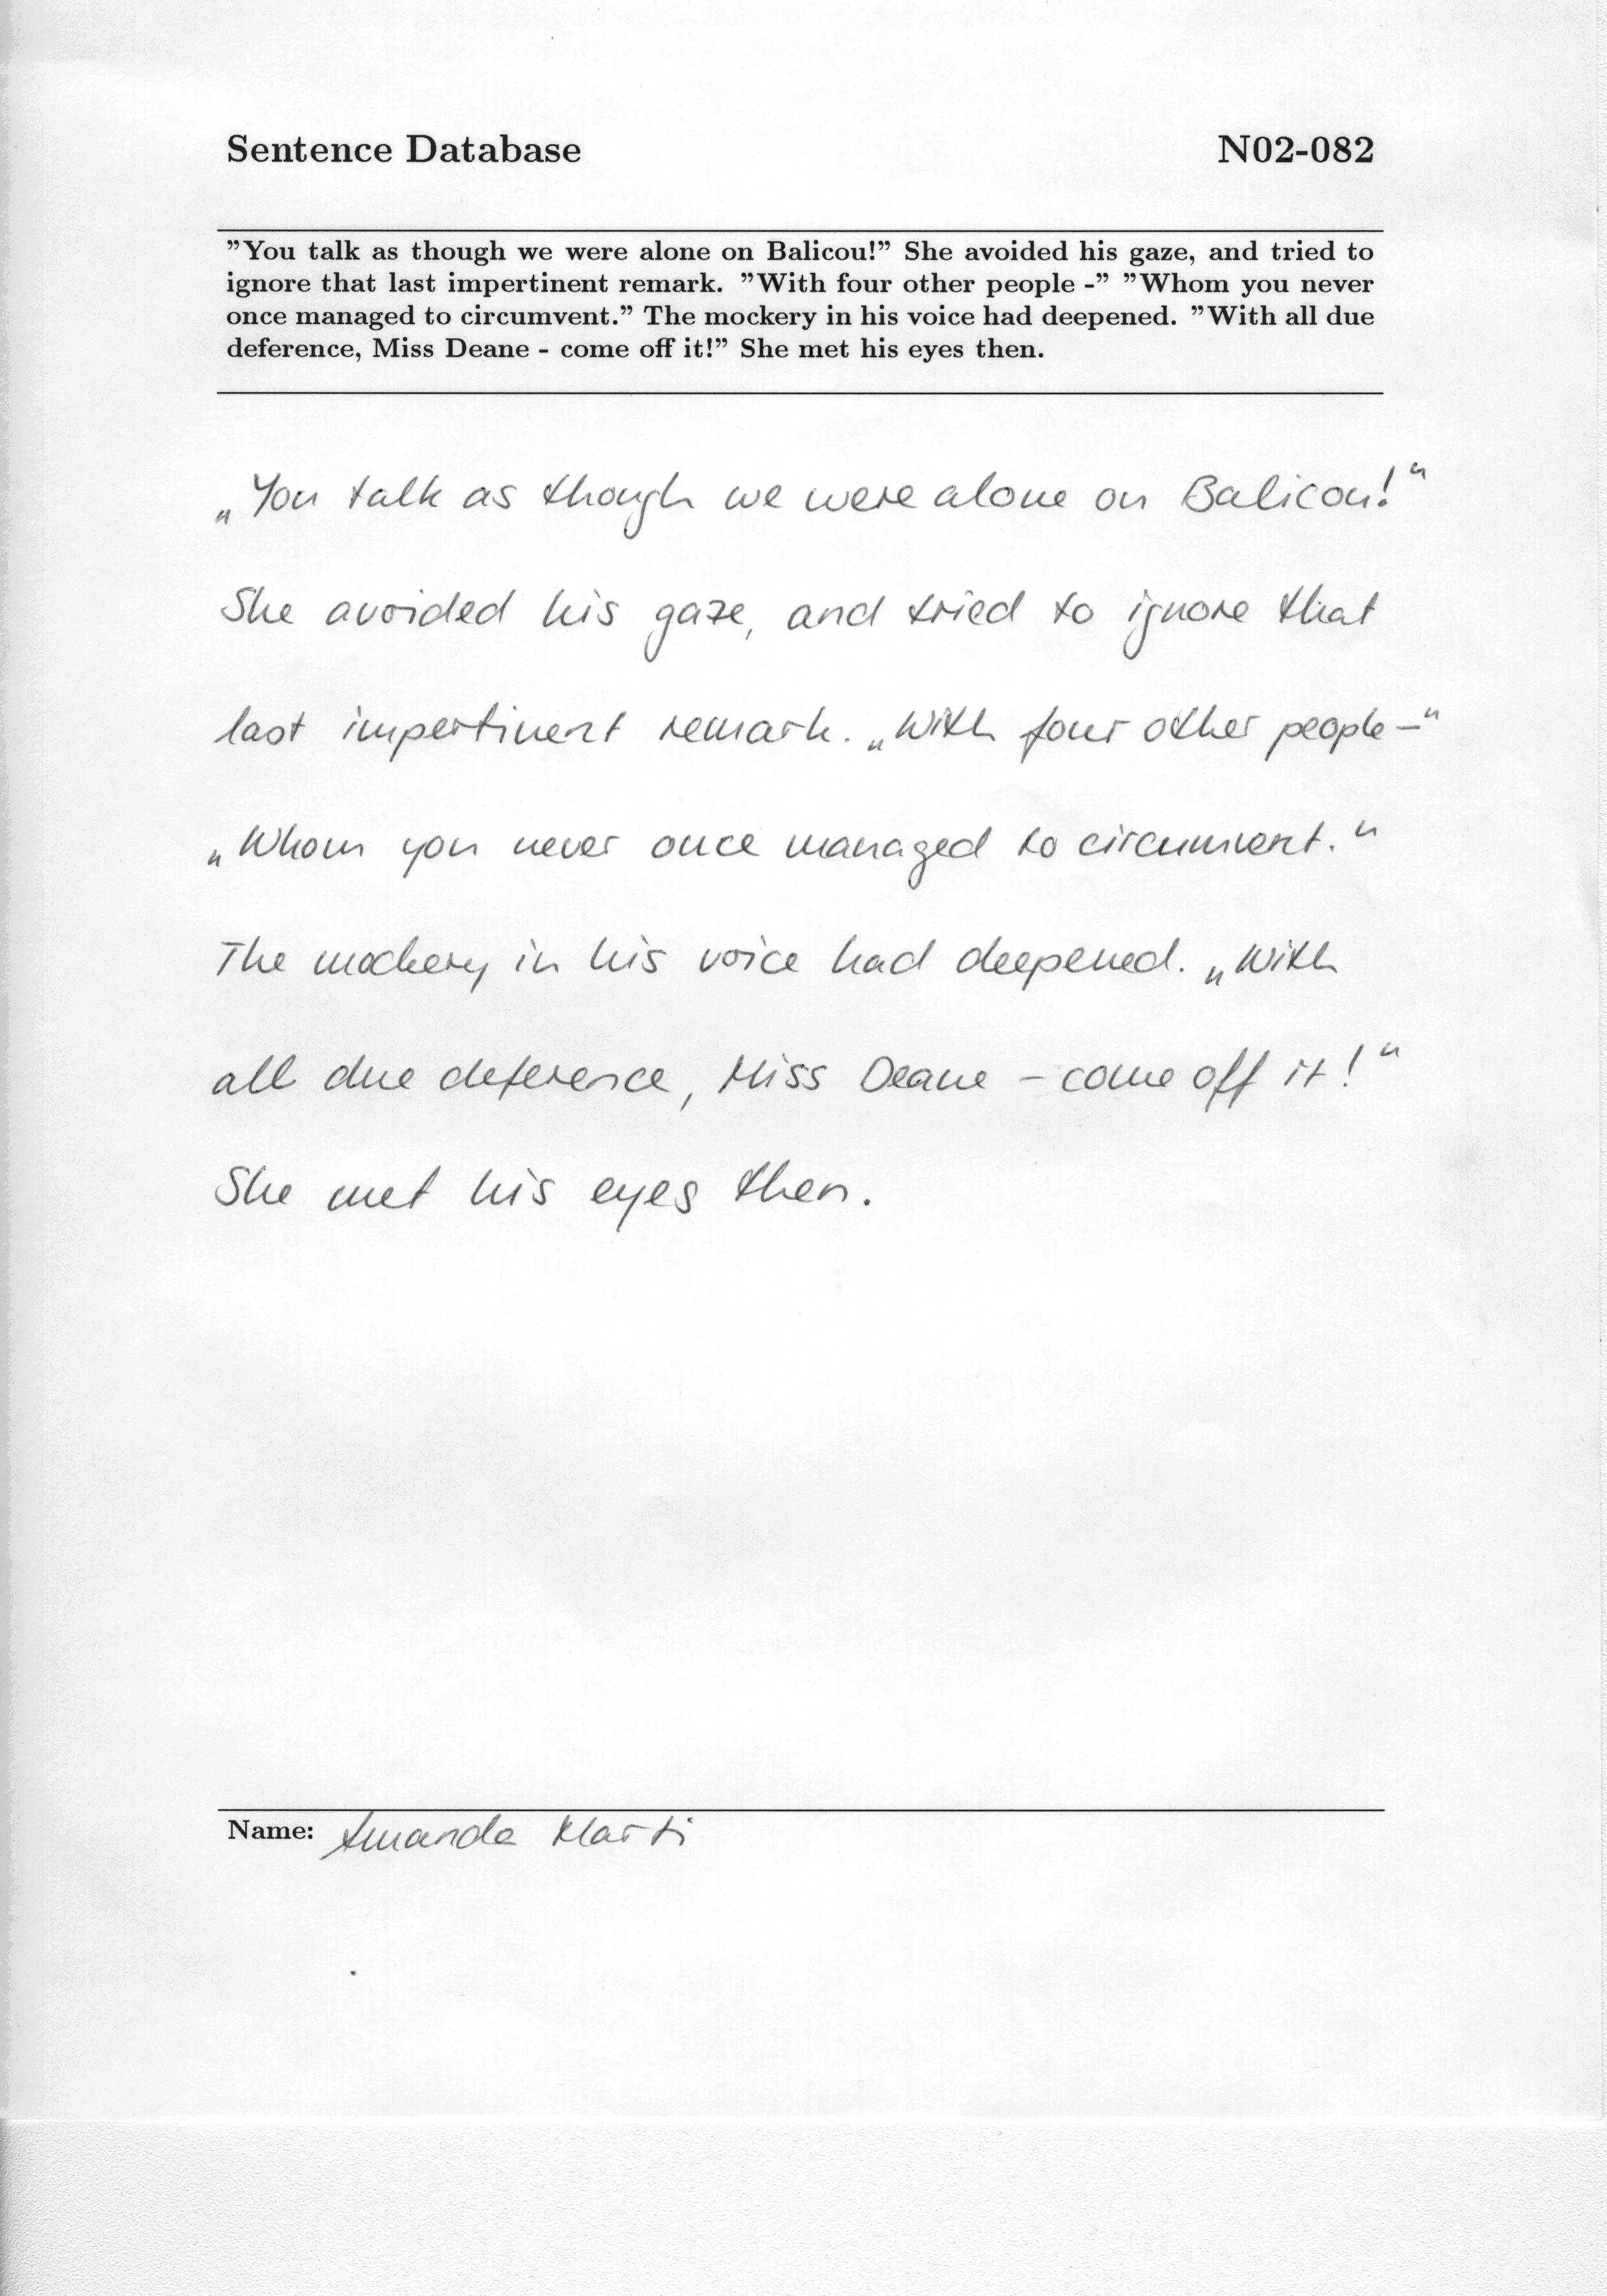 Sentence Database N02-082
"You talk as though we were alone on Balicou!" She avoided his gaze, and tried to
ignore that last impertinent remark. "With four other people -" "Whom you never
once managed to circumvent." The mockery in his voice had deepened. "With all due
deference, Miss Deane - come off it!" She met his eyes then.
„You talk as though we were alone on Balicou!“
She avoided his gaze, and tried to ignore that
last impertinent remark. „With four other people –“
„Whom you never once managed to circumvent.“
The mockery in his voice had deepened. „With
all due deference, Miss Deane – come off it!“
She met his eyes then.
Name: Amanda Marti